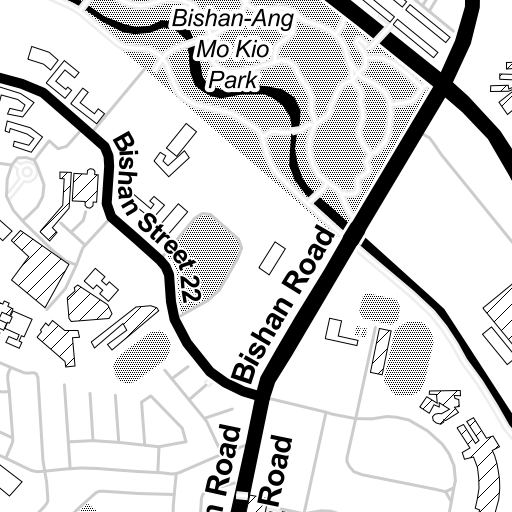 Bishan-Ang
Mo Kio
Park
Bishan Street 22
Bishan Road
n Road
Road